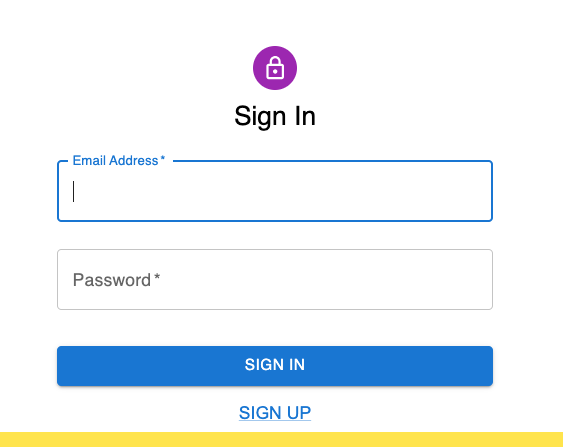 Sign In
Email Address *
Password *
SIGN IN
SIGN UP